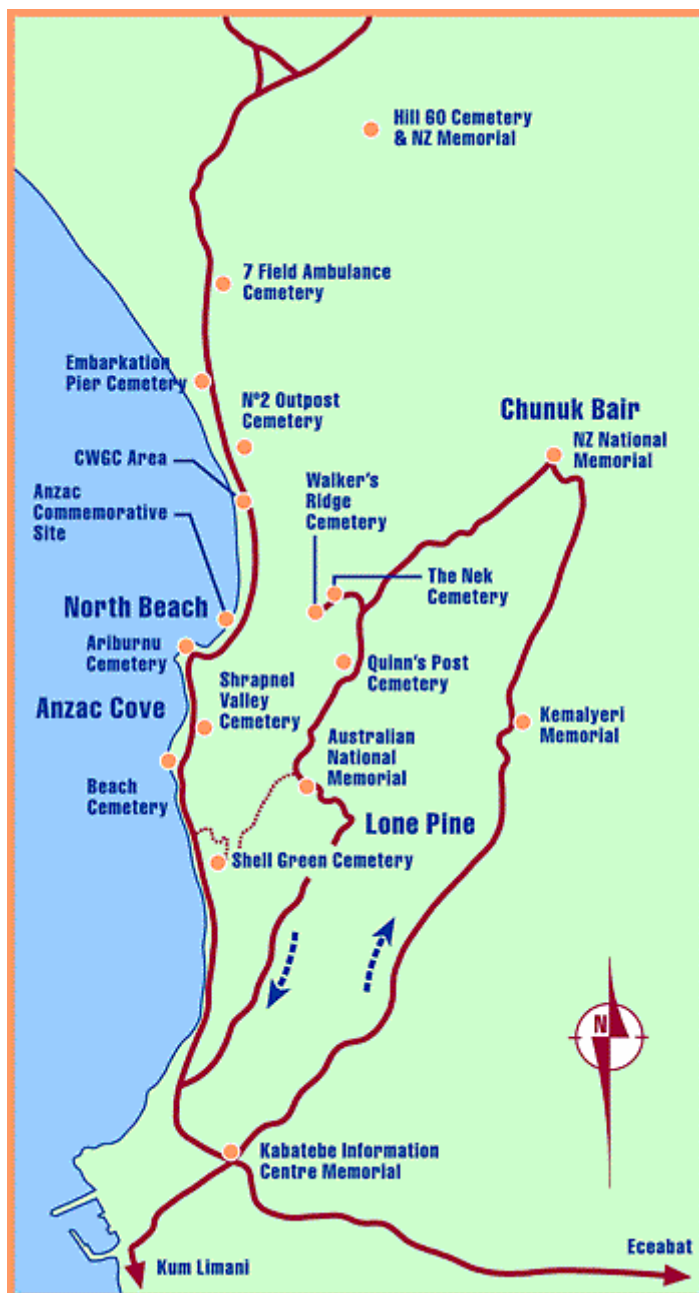 Hill 60 Cemetery
& NZ Memorial
7 Field Ambulance
Cemetery
Embarkation
Pier Cemetery
Nº2 Outpost
Cemetery
Chunuk Bair
NZ National
Memorial
CWGC Area
Walker's
Ridge
Cemetery
Anzac
Commemorative
Site
The Nek
Cemetery
North Beach
Ariburnu
Cemetery
Quinn's Post
Cemetery
Shrapnel
Valley
Cemetery
Anzac Cove
Kemalyeri
Memorial
Australian
National
Memorial
Beach
Cemetery
Lone Pine
Shell Green Cemetery
N
Kabatebe Information
Centre Memorial
Eceabat
Kum Limani